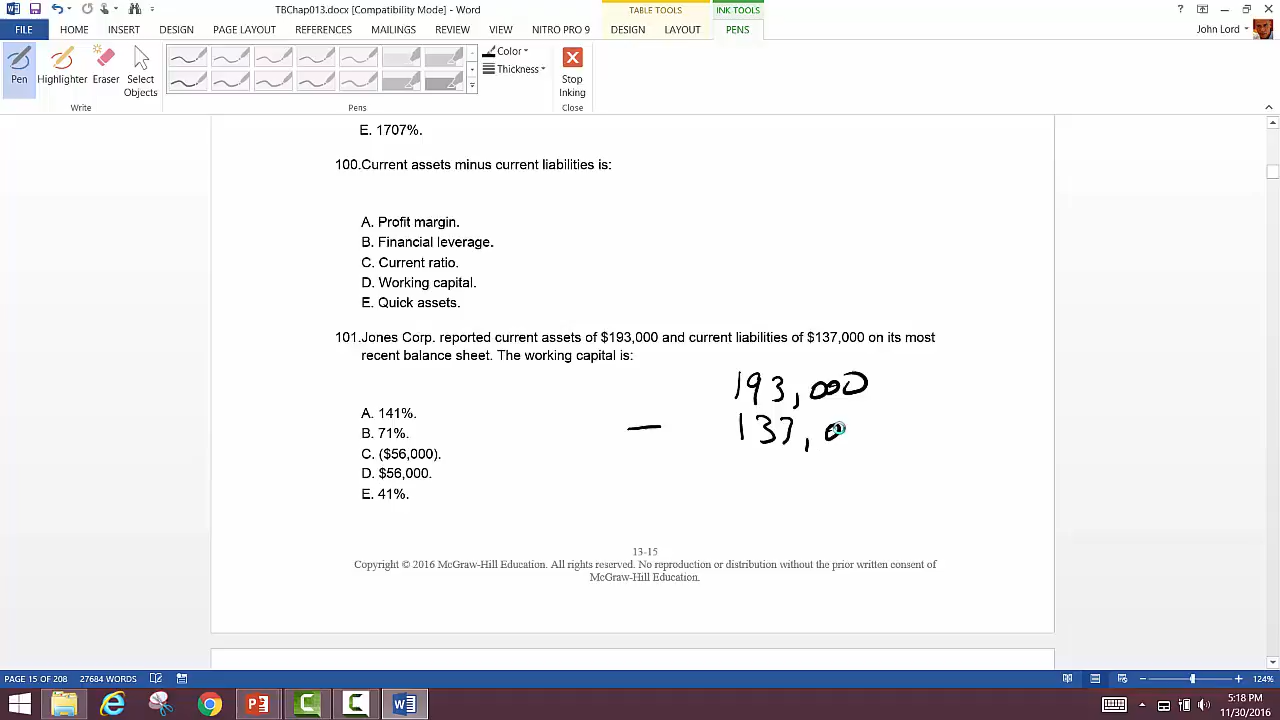 TBChap013.docx [Compatibility Mode] - Word
TABLE TOOLS
INK TOOLS
FILE HOME INSERT DESIGN PAGE LAYOUT REFERENCES MAILINGS REVIEW VIEW NITRO PRO 9 DESIGN LAYOUT PENS
John Lord
Pen Highlighter Eraser Select Objects
Color
Thickness
Stop Inking
Write Pens Close
E. 1707%.
100.Current assets minus current liabilities is:
A. Profit margin.
B. Financial leverage.
C. Current ratio.
D. Working capital.
E. Quick assets.
101.Jones Corp. reported current assets of $193,000 and current liabilities of $137,000 on its most
recent balance sheet. The working capital is:
193,000
— 137, 0
A. 141%.
B. 71%.
C. ($56,000).
D. $56,000.
E. 41%.
13-15
Copyright © 2016 McGraw-Hill Education. All rights reserved. No reproduction or distribution without the prior written consent of
McGraw-Hill Education.
PAGE 15 OF 208 27684 WORDS
124%
5:18 PM
11/30/2016